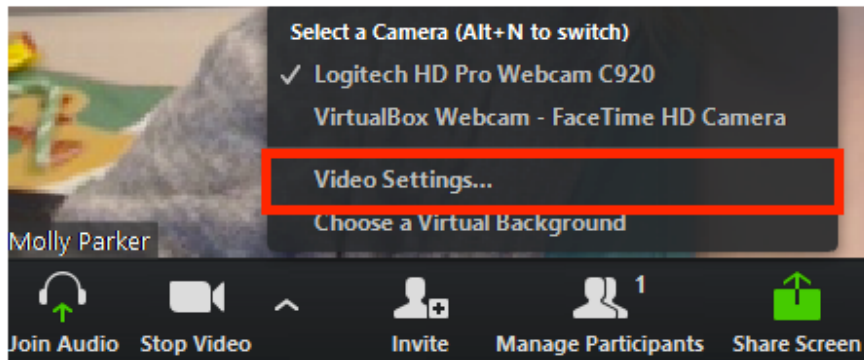 Select a Camera (Alt+N to switch)
✓ Logitech HD Pro Webcam C920
VirtualBox Webcam - FaceTime HD Camera
Video Settings...
Choose a Virtual Background
Molly Parker
1
Join Audio Stop Video Invite Manage Participants Share Screen